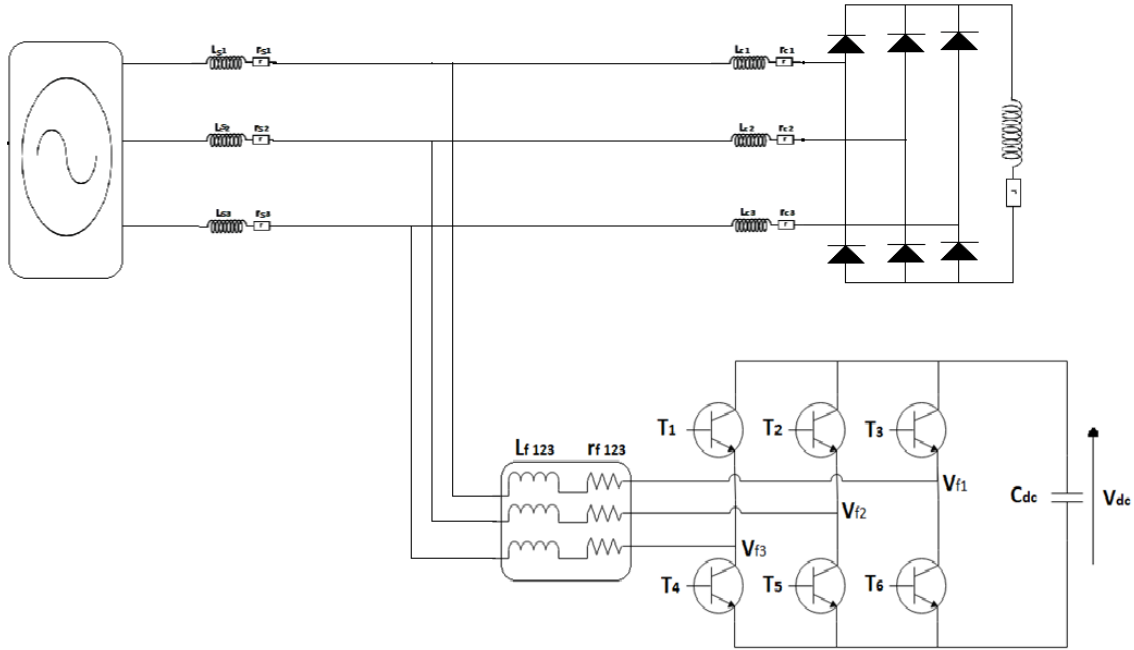 Ls1 rs1 Lc1 rc1
r r
Ls2 rs2 Lc2 rc2
r r
r
Ls3 rs3 Lc3 rc3
r r
T1 T2 T3
Lf 123 rf 123
Vf1
Cdc Vdc
Vf2
Vf3
T4 T5 T6